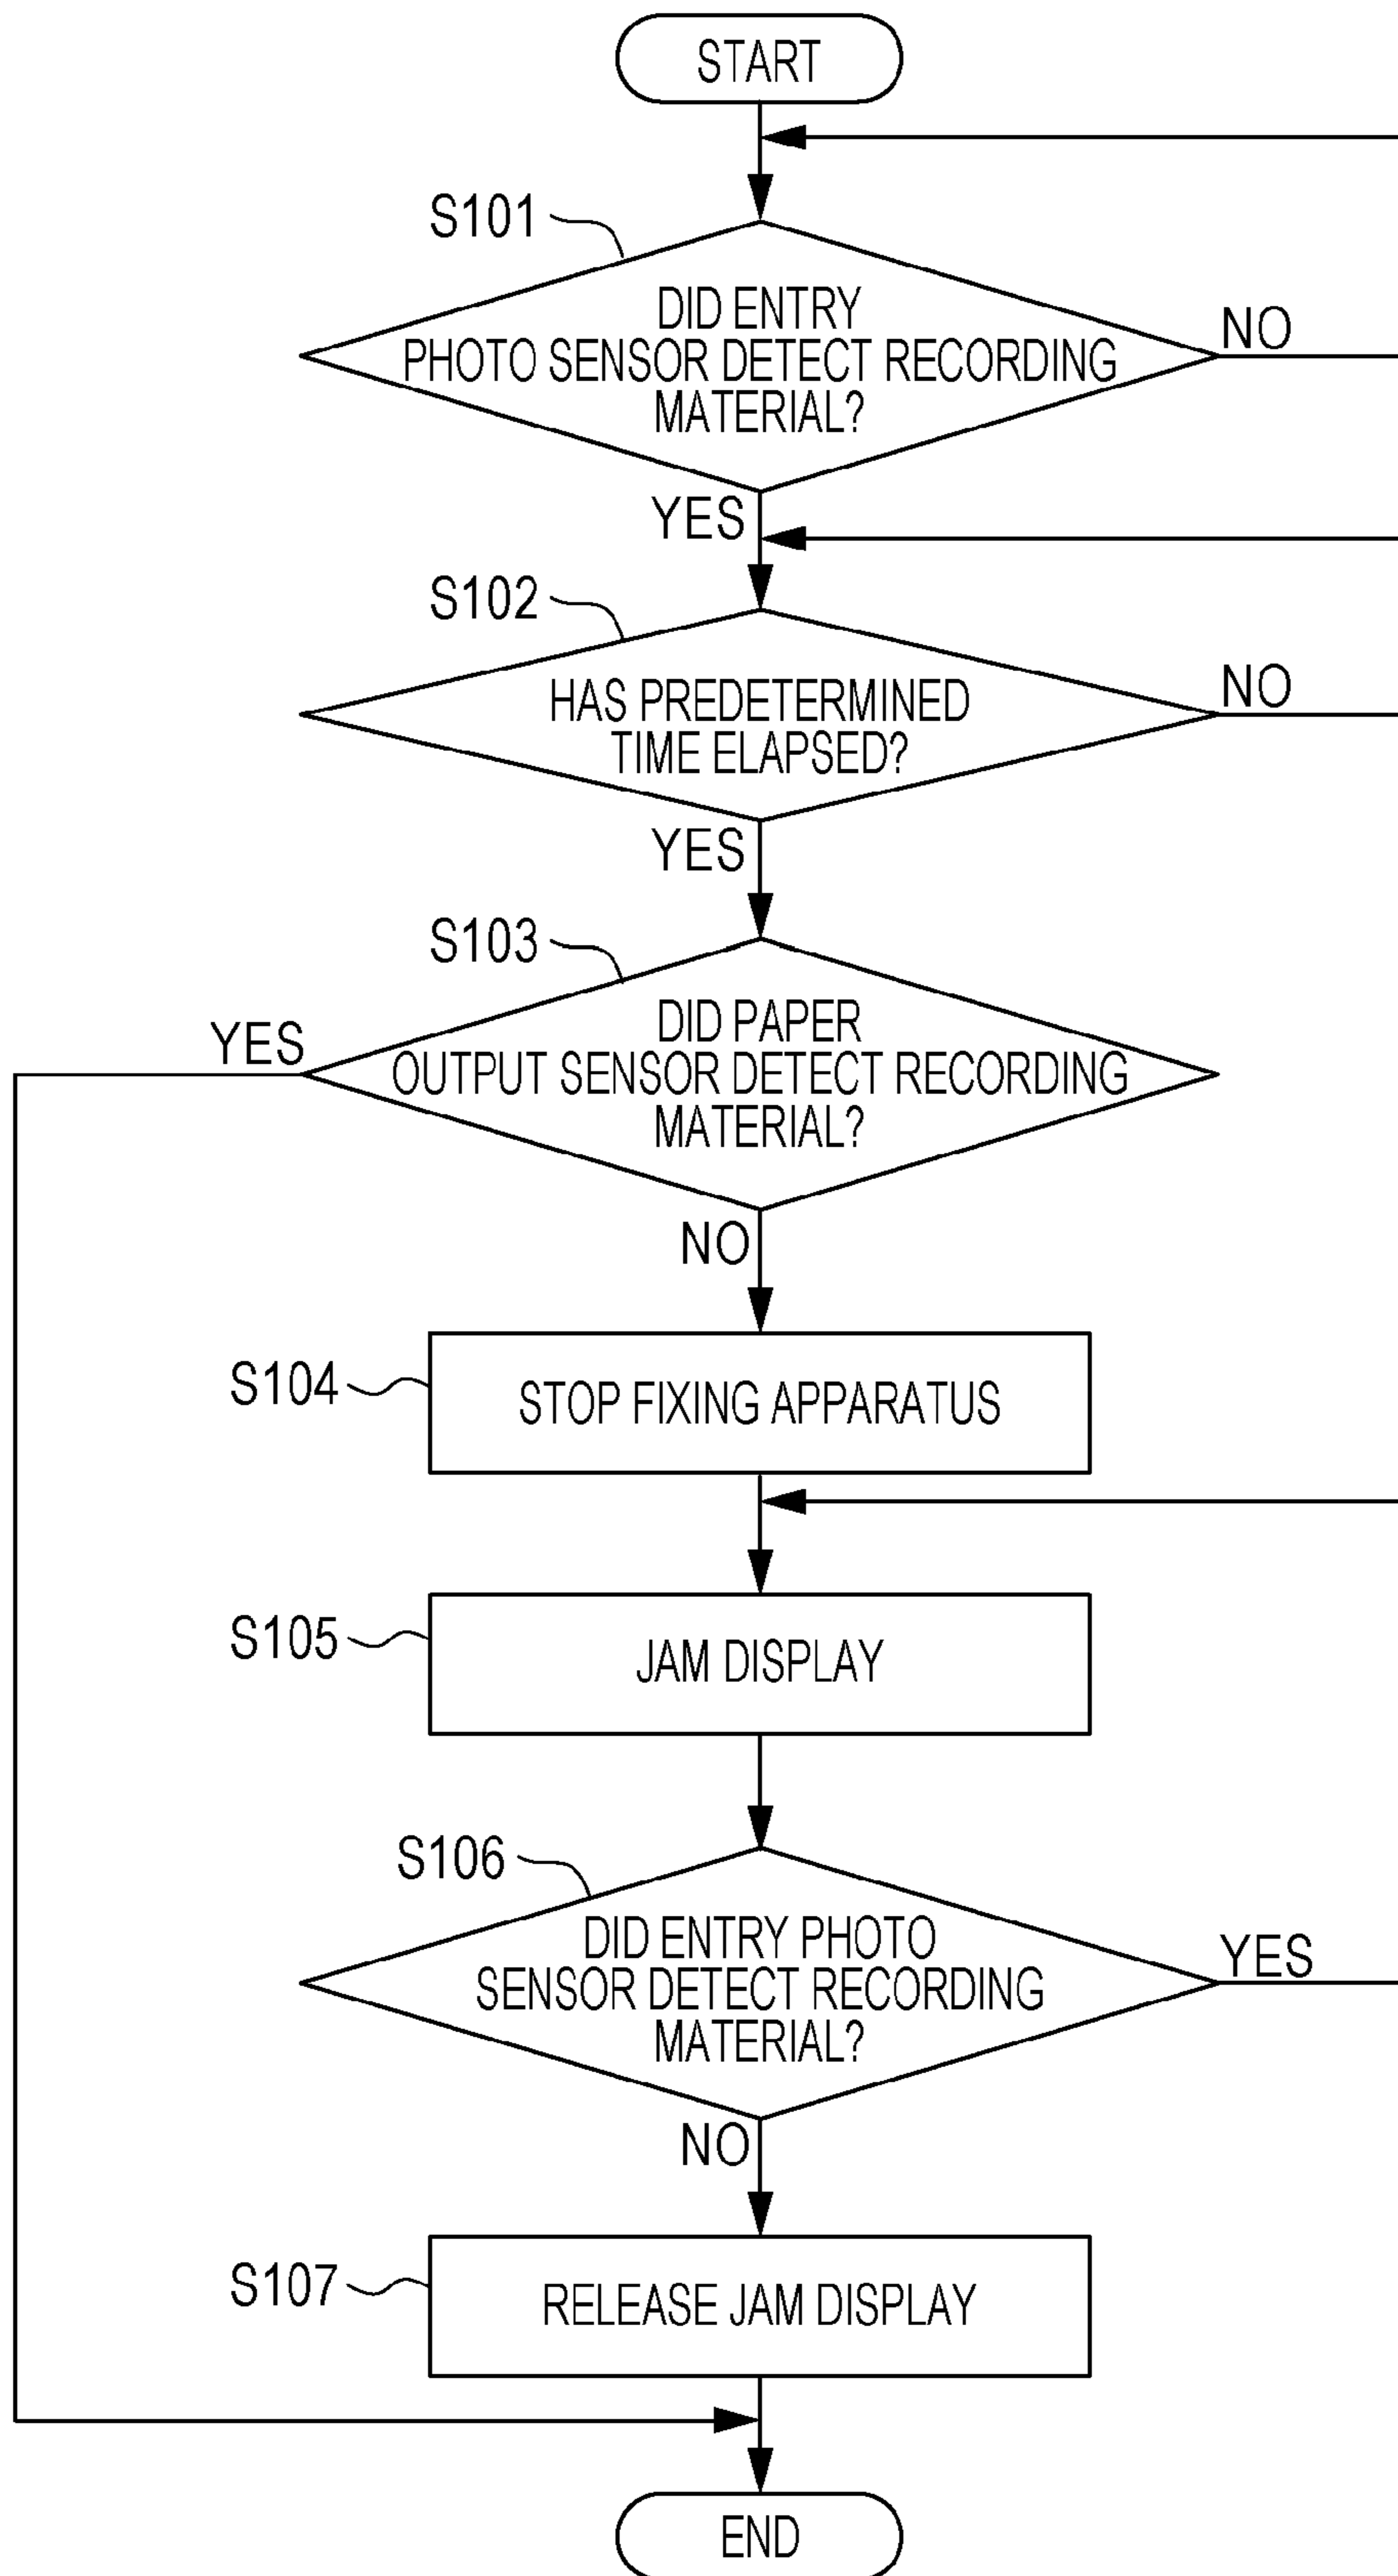 START
S101
DID ENTRY
PHOTO SENSOR DETECT RECORDING
MATERIAL?
NO
YES
S102
HAS PREDETERMINED
TIME ELAPSED?
NO
YES
S103
DID PAPER
OUTPUT SENSOR DETECT RECORDING
MATERIAL?
YES
NO
S104
STOP FIXING APPARATUS
S105
JAM DISPLAY
S106
DID ENTRY PHOTO
SENSOR DETECT RECORDING
MATERIAL?
YES
NO
S107
RELEASE JAM DISPLAY
END